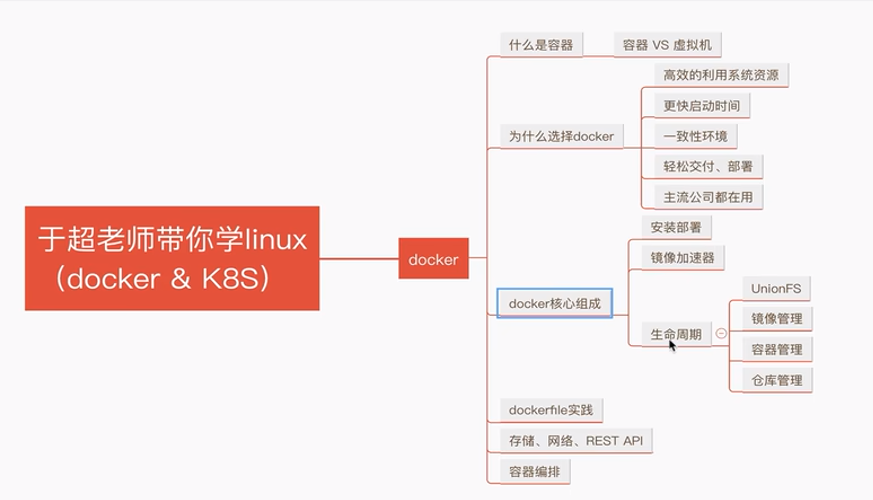 于超老师带你学linux
（docker & K8S）
docker
什么是容器
容器 VS 虚拟机
为什么选择docker
高效的利用系统资源
更快启动时间
一致性环境
轻松交付、部署
主流公司都在用
docker核心组成
安装部署
镜像加速器
生命周期
UnionFS
镜像管理
容器管理
仓库管理
dockerfile实践
存储、网络、REST API
容器编排